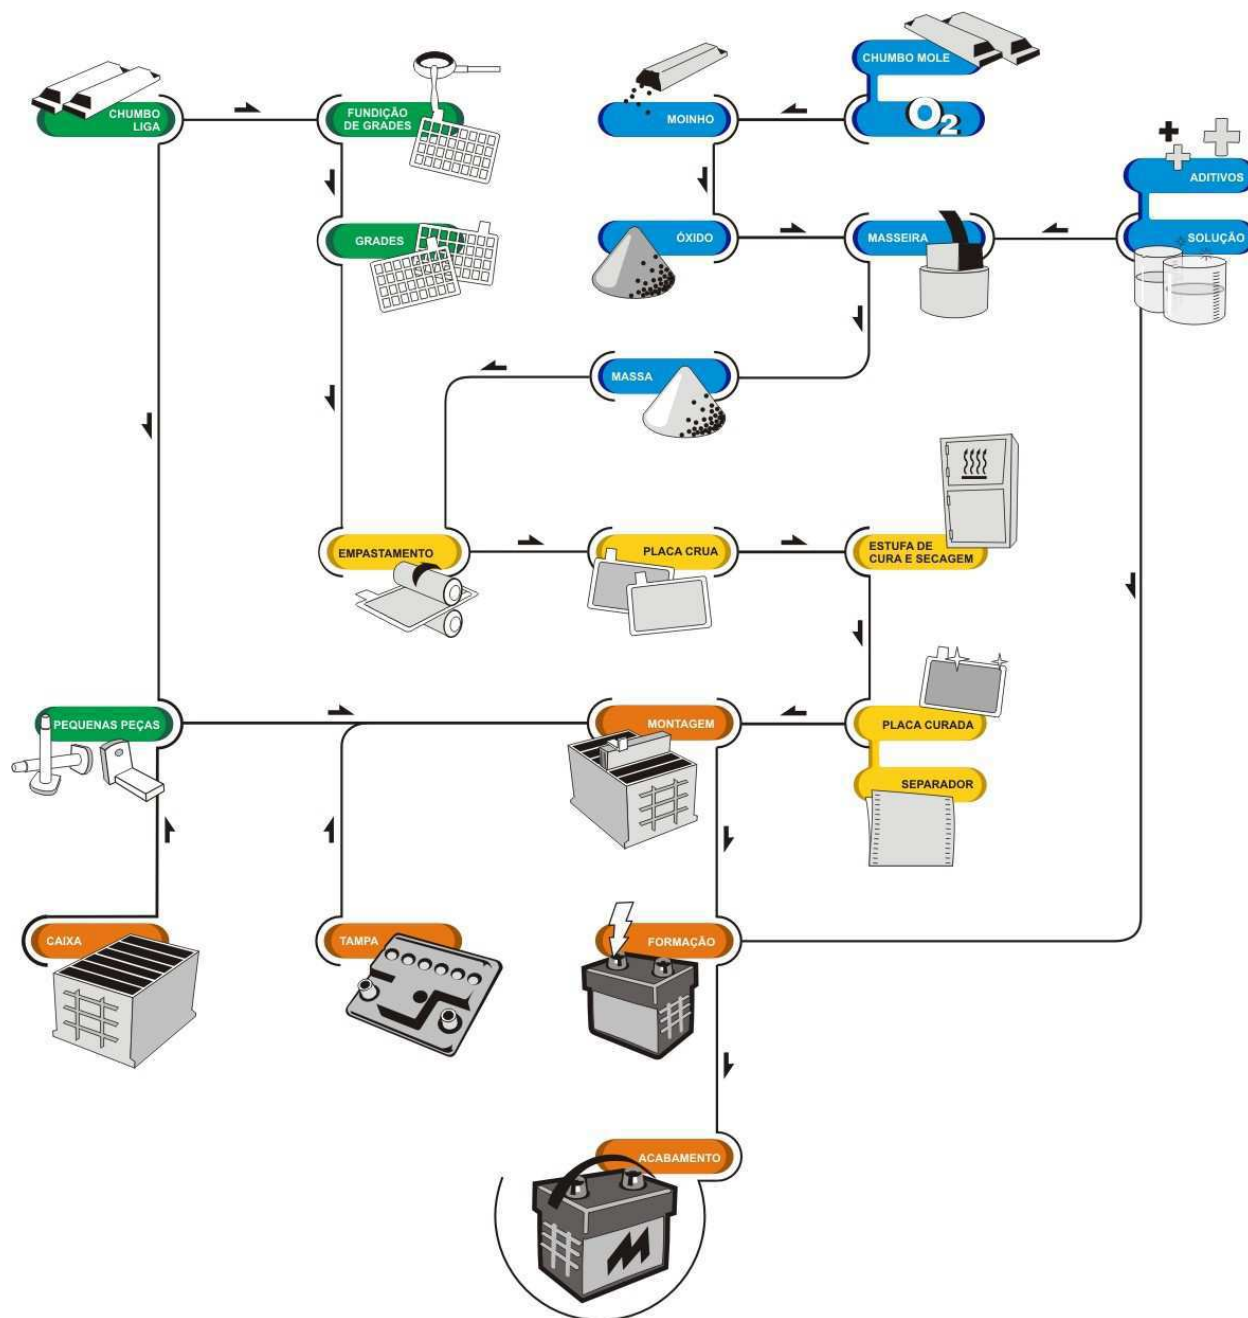 CHUMBO MOLE
CHUMBO
LIGA
FUNDIÇÃO
DE GRADES
MOINHO
O2
ADITIVOS
GRADES
ÓXIDO
MASSEIRA
SOLUÇÃO
MASSA
EMPASTAMENTO
PLACA CRUA
ESTUFA DE
CURA E SECAGEM
PEQUENAS PEÇAS
MONTAGEM
PLACA CURADA
SEPARADOR
CAIXA
TAMPA
FORMAÇÃO
ACABAMENTO